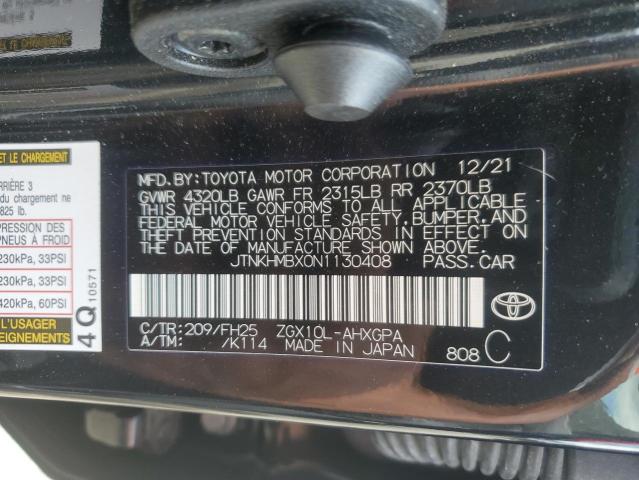 MFD. BY: TOYOTA MOTOR CORPORATION 12/21
GVWR 4320LB GAWR FR 2315LB RR 2370LB
THIS VEHICLE CONFORMS TO ALL APPLICABLE
FEDERAL MOTOR VEHICLE SAFETY, BUMPER, AND
THEFT PREVENTION STANDARDS IN EFFECT ON
THE DATE OF MANUFACTURE SHOWN ABOVE.
JTNKHMBX0N1130408 PASS. CAR
C/TR: 209/FH25 ZGX10L-AHXGPA
A/TM: /K114 MADE IN JAPAN 808 C
ET LE CHARGEMENT
ARRIÈRE 3
du chargement ne
825 lb.
PRESSION DES
PNEUS À FROID
230kPa, 33PSI
230kPa, 33PSI
420kPa, 60PSI
L'USAGER
4Q 10571